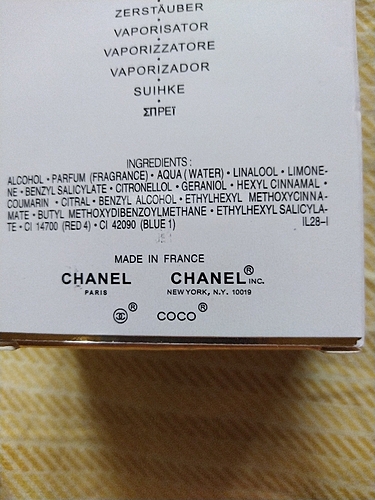 ZERSTÄUBER
VAPORISATOR
VAPORIZZATORE
VAPORIZADOR
SUIHKE
ΣΠΡΕΪ
INGREDIENTS :
ALCOHOL • PARFUM (FRAGRANCE) • AQUA ( WATER) • LINALOOL • LIMONE-
NE • BENZYL SALICYLATE • CITRONELLOL • GERANIOL • HEXYL CINNAMAL •
COUMARIN • CITRAL • BENZYL ALCOHOL • ETHYLHEXYL METHOXYCINNA-
MATE • BUTYL METHOXYDIBENZOYLMETHANE • ETHYLHEXYL SALICYLA-
TE • CI 14700 (RED 4) • CI 42090 (BLUE 1) IL28–I
MADE IN FRANCE
CHANEL CHANEL® INC.
PARIS NEW YORK, N.Y. 10019
® COCO®